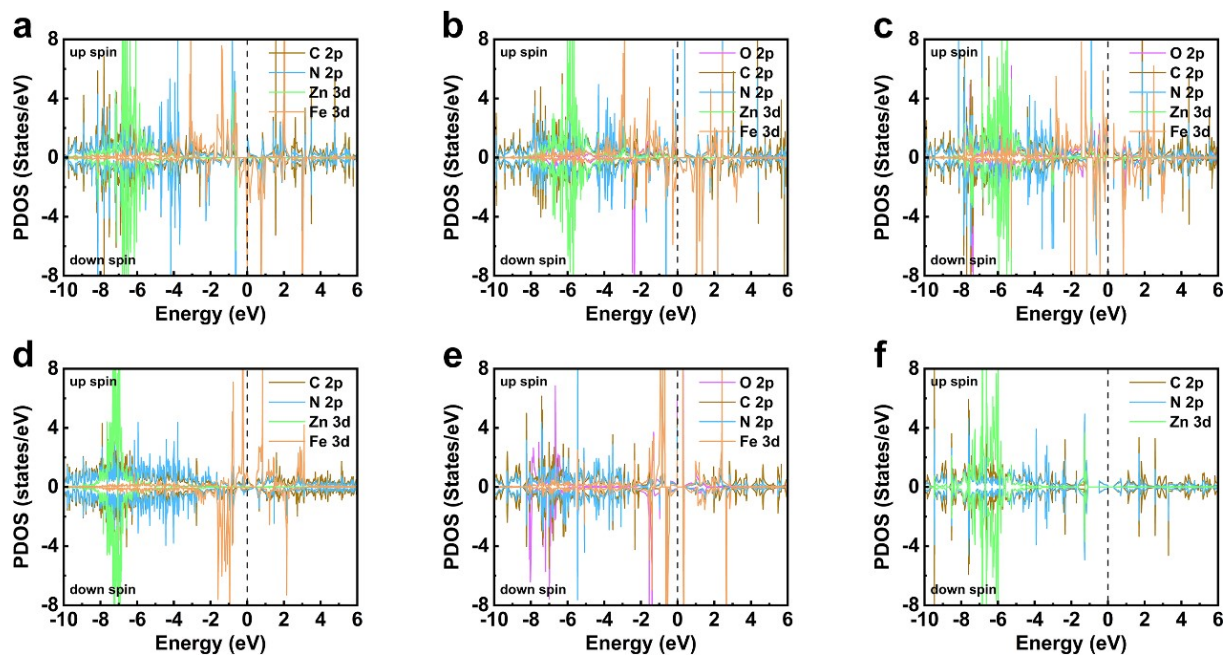 a
8
up spin
C 2p
N 2p
4
Zn 3d
Fe 3d
0
-4
down spin
-8
-10 -8 -6 -4 -2 0 2 4 6
PDOS (States/eV)
Energy (eV)
b
8
up spin
O 2p
C 2p
4
N 2p
Zn 3d
Fe 3d
0
-4
down spin
-8
-10 -8 -6 -4 -2 0 2 4 6
PDOS (States/eV)
Energy (eV)
c
8
up spin
O 2p
C 2p
4
N 2p
Zn 3d
Fe 3d
0
-4
down spin
-8
-10 -8 -6 -4 -2 0 2 4 6
PDOS (States/eV)
Energy (eV)
d
8
up spin
C 2p
N 2p
4
Zn 3d
Fe 3d
0
-4
down spin
-8
-10 -8 -6 -4 -2 0 2 4 6
PDOS (states/eV)
Energy (eV)
e
8
up spin
O 2p
C 2p
4
N 2p
Fe 3d
0
-4
down spin
-8
-10 -8 -6 -4 -2 0 2 4 6
PDOS (States/eV)
Energy (eV)
f
8
up spin
C 2p
N 2p
4
Zn 3d
0
-4
down spin
-8
-10 -8 -6 -4 -2 0 2 4 6
PDOS (States/eV)
Energy (eV)